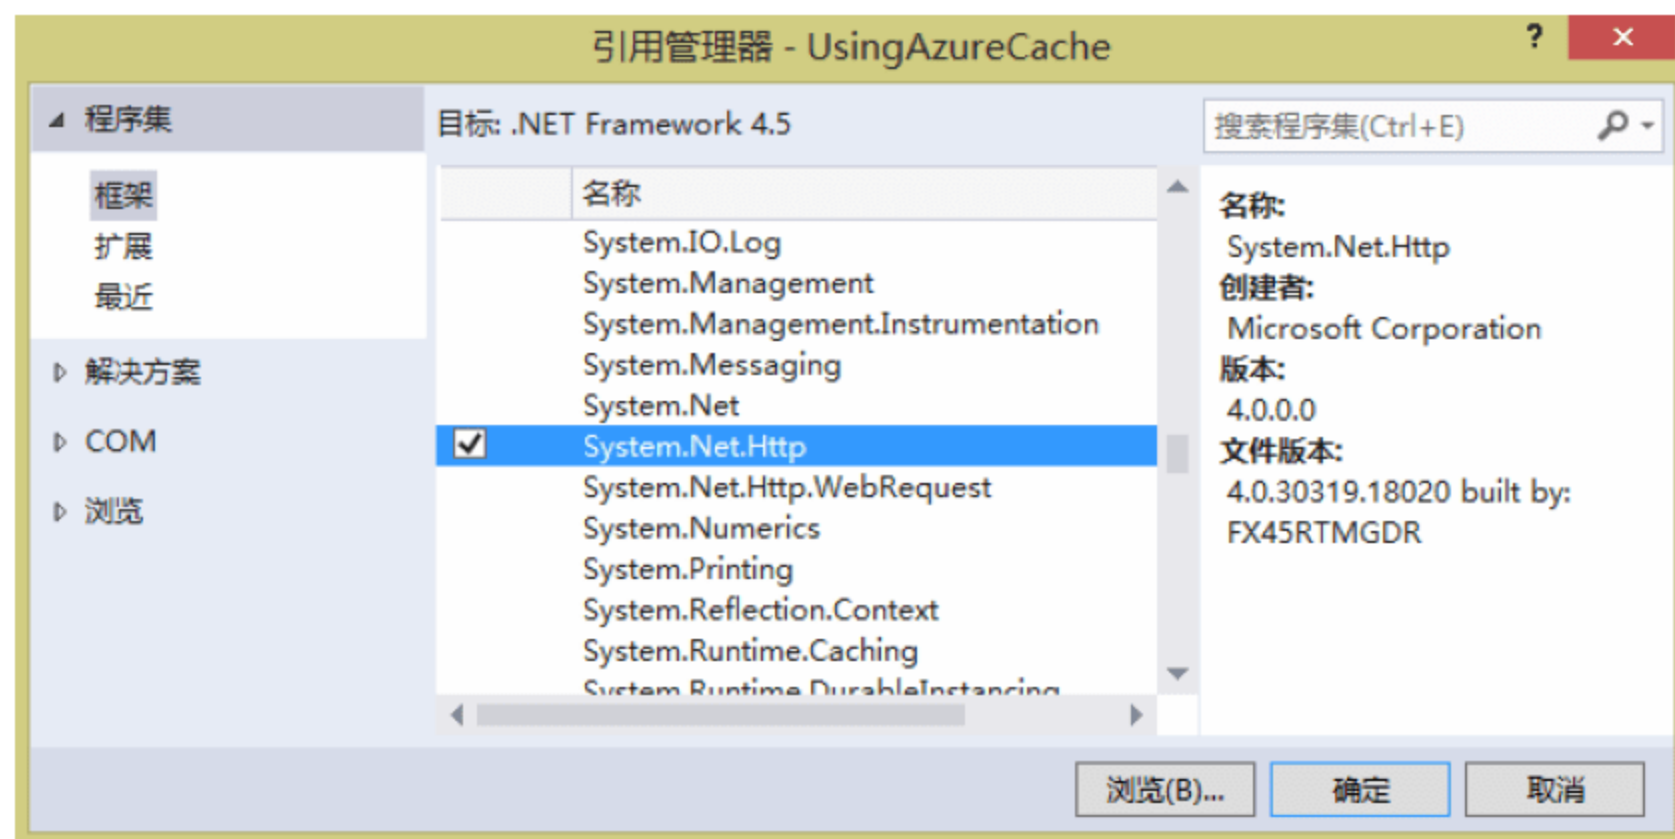 引用管理器 - UsingAzureCache
?
程序集
目标: .NET Framework 4.5
搜索程序集(Ctrl+E)
框架
扩展
最近
解决方案
COM
浏览
名称
System.IO.Log
System.Management
System.Management.Instrumentation
System.Messaging
System.Net
System.Net.Http
System.Net.Http.WebRequest
System.Numerics
System.Printing
System.Reflection.Context
System.Runtime.Caching
System.Runtime.DurableInstancing
名称:
System.Net.Http
创建者:
Microsoft Corporation
版本:
4.0.0.0
文件版本:
4.0.30319.18020 built by:
FX45RTMGDR
浏览(B)...
确定
取消